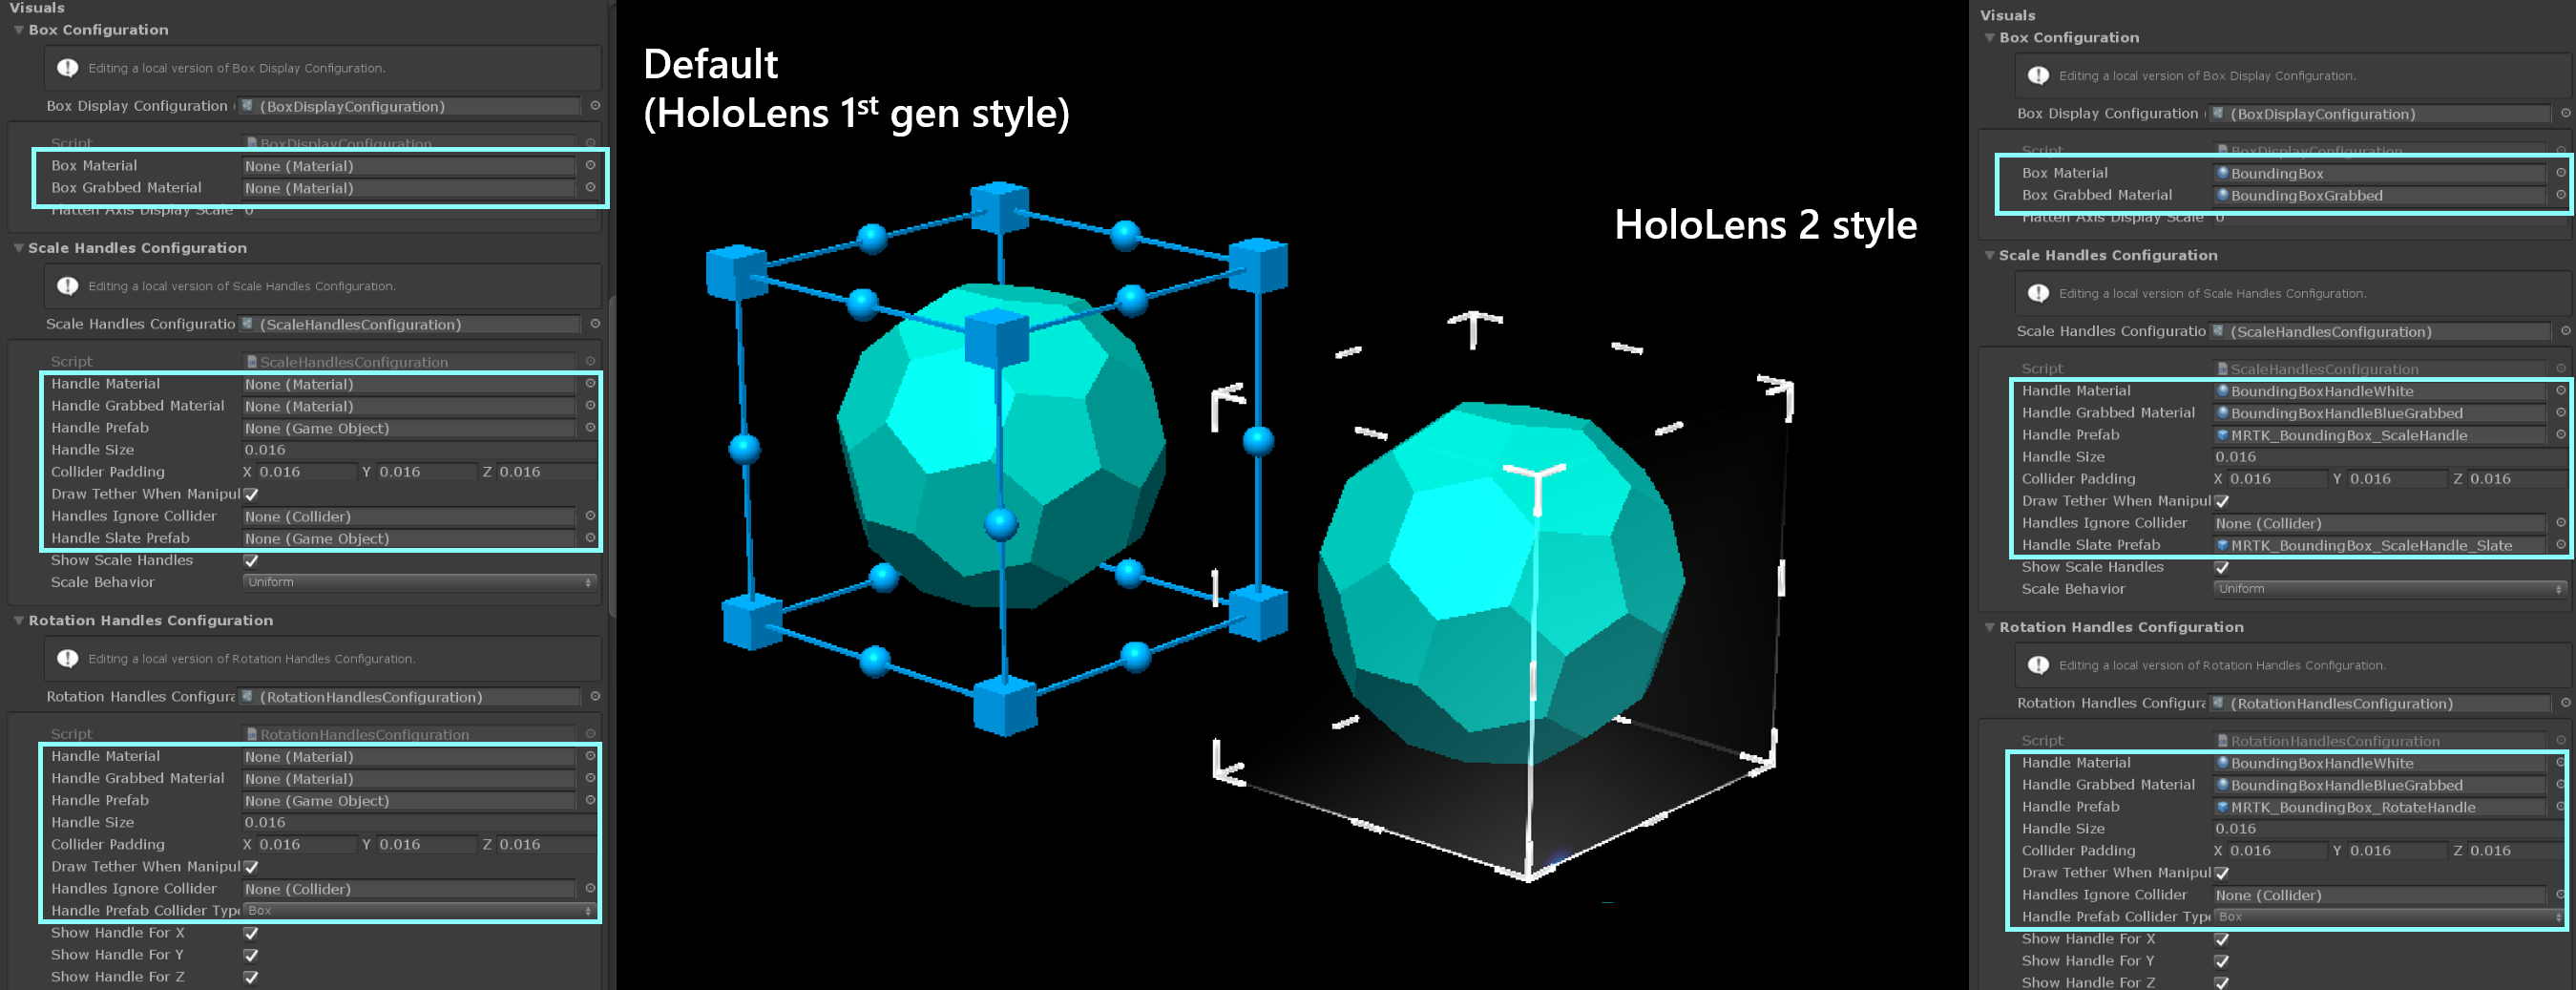 Visuals
Box Configuration
Editing a local version of Box Display Configuration.
Box Display Configuration (BoxDisplayConfiguration)
Script BoxDisplayConfiguration
Box Material None (Material)
Box Grabbed Material None (Material)
Flatten Axis Display Scale 0
Scale Handles Configuration
Editing a local version of Scale Handles Configuration.
Scale Handles Configuratio (ScaleHandlesConfiguration)
Script ScaleHandlesConfiguration
Handle Material None (Material)
Handle Grabbed Material None (Material)
Handle Prefab None (Game Object)
Handle Size 0.016
Collider Padding X 0.016 Y 0.016 Z 0.016
Draw Tether When Manipul
Handles Ignore Collider None (Collider)
Handle Slate Prefab None (Game Object)
Show Scale Handles
Scale Behavior Uniform
Rotation Handles Configuration
Editing a local version of Rotation Handles Configuration.
Rotation Handles Configura (RotationHandlesConfiguration)
Script RotationHandlesConfiguration
Handle Material None (Material)
Handle Grabbed Material None (Material)
Handle Prefab None (Game Object)
Handle Size 0.016
Collider Padding X 0.016 Y 0.016 Z 0.016
Draw Tether When Manipul
Handles Ignore Collider None (Collider)
Handle Prefab Collider Type Box
Show Handle For X
Show Handle For Y
Show Handle For Z
Default
(HoloLens 1st gen style)
HoloLens 2 style
Visuals
Box Configuration
Editing a local version of Box Display Configuration.
Box Display Configuration (BoxDisplayConfiguration)
Script BoxDisplayConfiguration
Box Material BoundingBox
Box Grabbed Material BoundingBoxGrabbed
Flatten Axis Display Scale 0
Scale Handles Configuration
Editing a local version of Scale Handles Configuration.
Scale Handles Configuratio (ScaleHandlesConfiguration)
Script ScaleHandlesConfiguration
Handle Material BoundingBoxHandleWhite
Handle Grabbed Material BoundingBoxHandleBlueGrabbed
Handle Prefab MRTK_BoundingBox_ScaleHandle
Handle Size 0.016
Collider Padding X 0.016 Y 0.016 Z 0.016
Draw Tether When Manipul
Handles Ignore Collider None (Collider)
Handle Slate Prefab MRTK_BoundingBox_ScaleHandle_Slate
Show Scale Handles
Scale Behavior Uniform
Rotation Handles Configuration
Editing a local version of Rotation Handles Configuration.
Rotation Handles Configura (RotationHandlesConfiguration)
Script RotationHandlesConfiguration
Handle Material BoundingBoxHandleWhite
Handle Grabbed Material BoundingBoxHandleBlueGrabbed
Handle Prefab MRTK_BoundingBox_RotateHandle
Handle Size 0.016
Collider Padding X 0.016 Y 0.016 Z 0.016
Draw Tether When Manipul
Handles Ignore Collider None (Collider)
Handle Prefab Collider Type Box
Show Handle For X
Show Handle For Y
Show Handle For Z